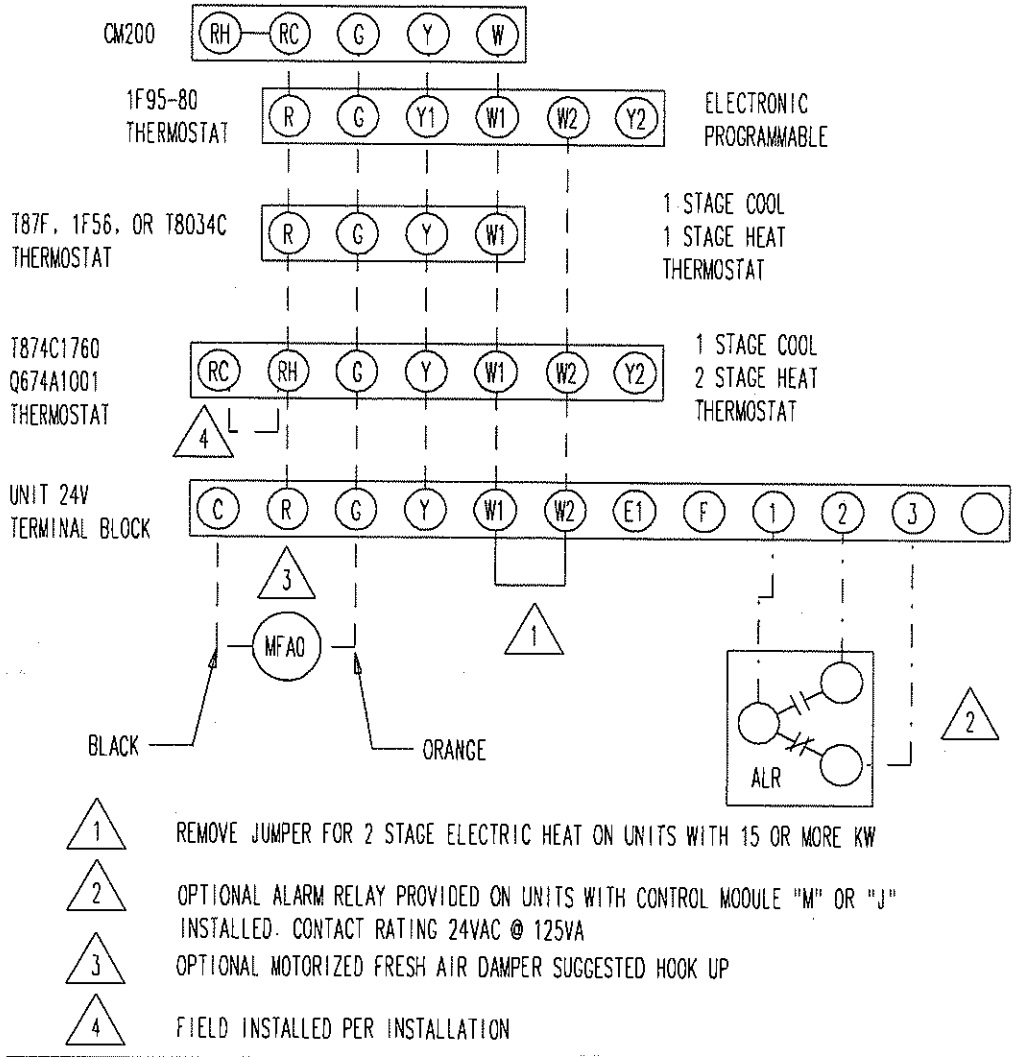 CM200 RH RC G Y W
1F95-80
THERMOSTAT
R G Y1 W1 W2 Y2
ELECTRONIC
PROGRAMMABLE
T87F, 1F56, OR T8034C
THERMOSTAT
R G Y W1
1 STAGE COOL
1 STAGE HEAT
THERMOSTAT
T874C1760
Q674A1001
THERMOSTAT
RC RH G Y W1 W2 Y2
1 STAGE COOL
2 STAGE HEAT
THERMOSTAT
4
UNIT 24V
TERMINAL BLOCK
C R G Y W1 W2 E1 F 1 2 3
3
1
MFAO
2
BLACK
ORANGE
ALR
1 REMOVE JUMPER FOR 2 STAGE ELECTRIC HEAT ON UNITS WITH 15 OR MORE KW
2 OPTIONAL ALARM RELAY PROVIDED ON UNITS WITH CONTROL MODULE "M" OR "J"
INSTALLED. CONTACT RATING 24VAC @ 125VA
3 OPTIONAL MOTORIZED FRESH AIR DAMPER SUGGESTED HOOK UP
4 FIELD INSTALLED PER INSTALLATION